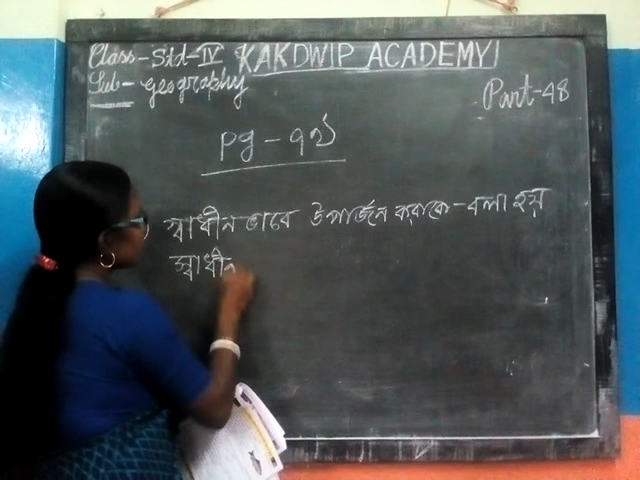 Class-Std-IV KAKDWIP ACADEMY
Sub- Geography
Part-48
pg - ৭২
স্বাধীন ভাবে উপার্জন করাকে-বলা হয়
স্বাধীন